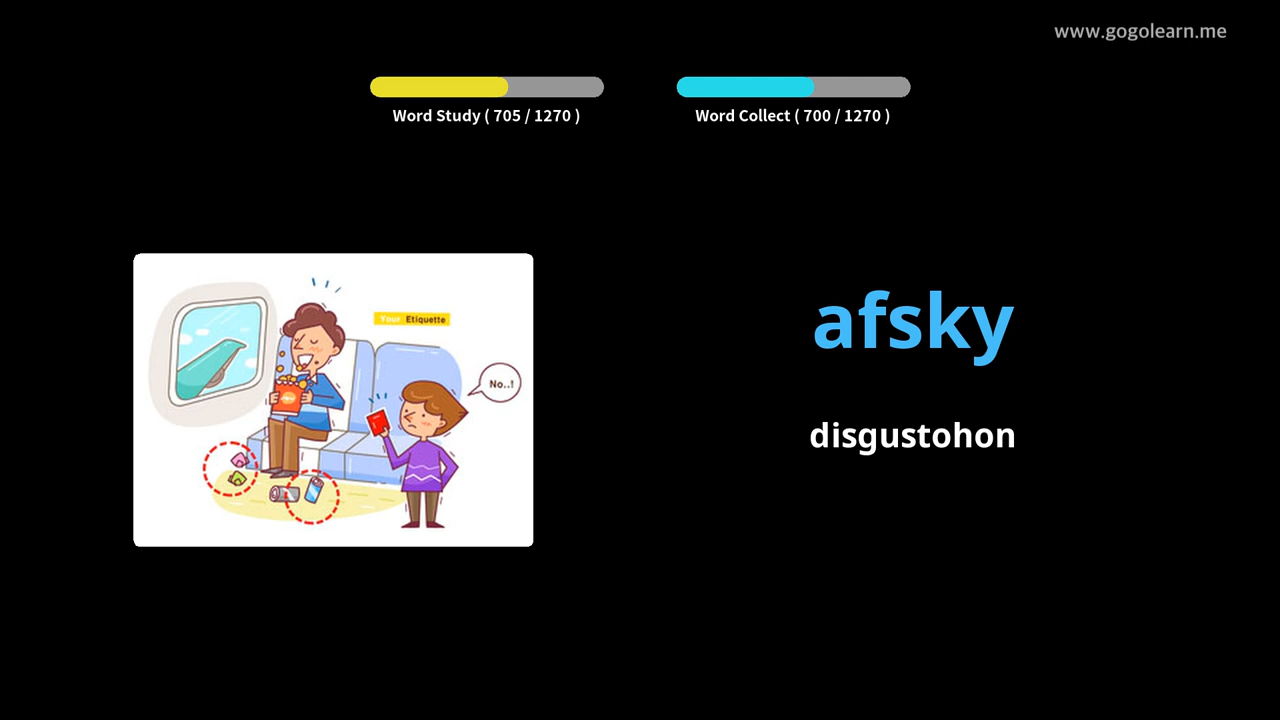 www.gogolearn.me
Word Study ( 705 / 1270 )
Word Collect ( 700 / 1270 )
Your Etiquette
No..!
afsky
disgustohon